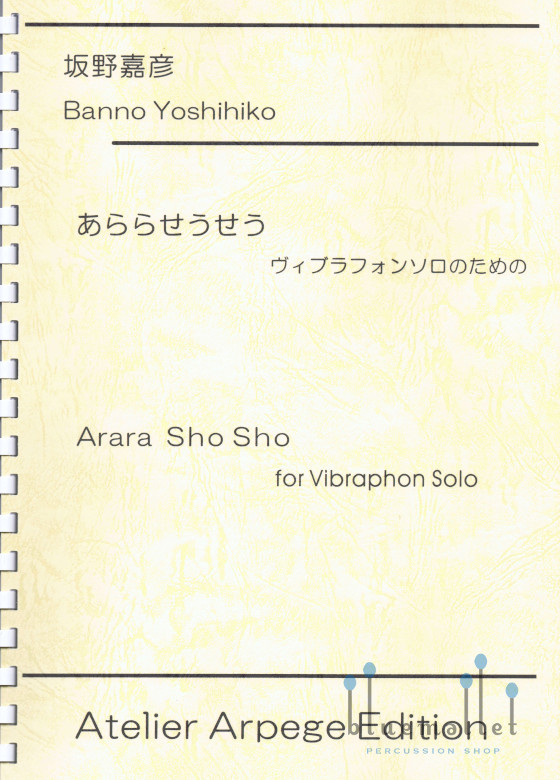 坂野嘉彦
Banno Yoshihiko
あららせうせう
ヴィブラフォンソロのための
Arara Sho Sho
for Vibraphon Solo
Atelier Arpege Edition
bluemallet
PERCUSSION SHOP